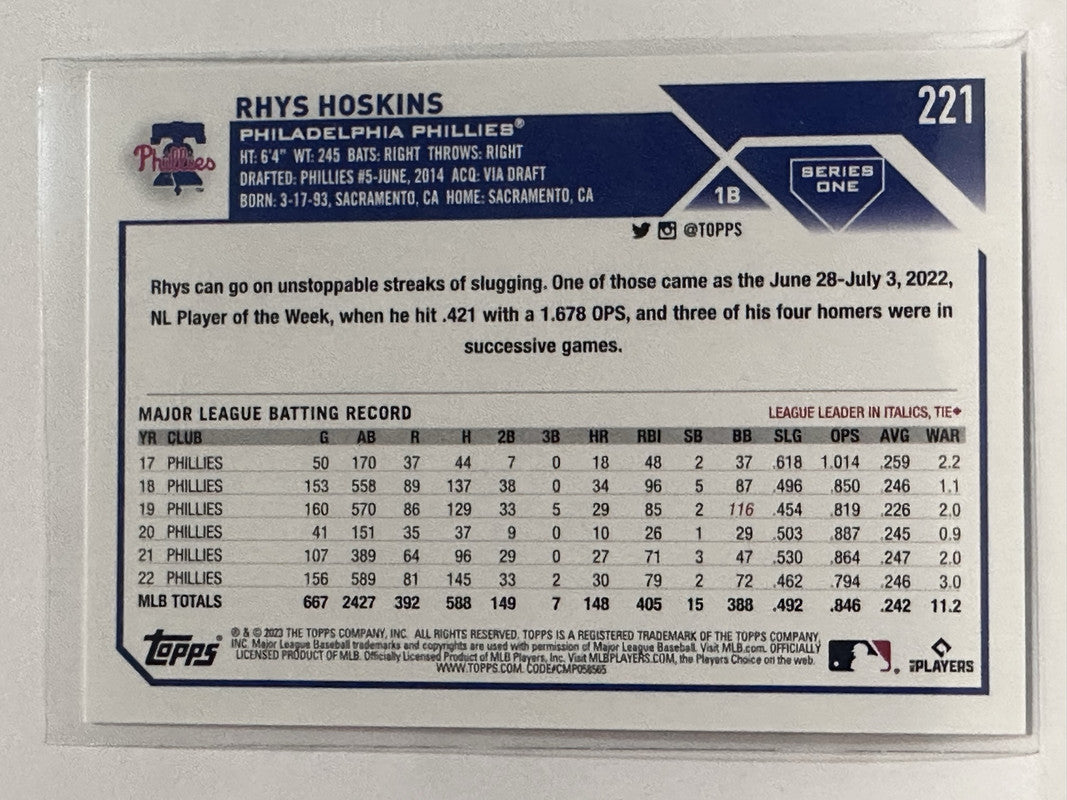 RHYS HOSKINS
221
PHILADELPHIA PHILLIES®
HT: 6'4" WT: 245 BATS: RIGHT THROWS: RIGHT
DRAFTED: PHILLIES #5-JUNE, 2014 ACQ: VIA DRAFT
BORN: 3-17-93, SACRAMENTO, CA HOME: SACRAMENTO, CA
Phillies
1B
SERIES
ONE
@TOPPS
Rhys can go on unstoppable streaks of slugging. One of those came as the June 28–July 3, 2022,
NL Player of the Week, when he hit .421 with a 1.678 OPS, and three of his four homers were in
successive games.
MAJOR LEAGUE BATTING RECORD LEAGUE LEADER IN ITALICS, TIE◆
YR CLUB G AB R H 2B 3B HR RBI SB BB SLG OPS AVG WAR
17 PHILLIES 50 170 37 44 7 0 18 48 2 37 .618 1.014 .259 2.2
18 PHILLIES 153 558 89 137 38 0 34 96 5 87 .496 .850 .246 1.1
19 PHILLIES 160 570 86 129 33 5 29 85 2 116 .454 .819 .226 2.0
20 PHILLIES 41 151 35 37 9 0 10 26 1 29 .503 .887 .245 0.9
21 PHILLIES 107 389 64 96 29 0 27 71 3 47 .530 .864 .247 2.0
22 PHILLIES 156 589 81 145 33 2 30 79 2 72 .462 .794 .246 3.0
MLB TOTALS 667 2427 392 588 149 7 148 405 15 388 .492 .846 .242 11.2
TOPPS®
® & © 2023 THE TOPPS COMPANY, INC. ALL RIGHTS RESERVED. TOPPS IS A REGISTERED TRADEMARK OF THE TOPPS COMPANY,
INC. Major League Baseball trademarks and copyrights are used with permission of Major League Baseball. Visit MLB.com. OFFICIALLY
LICENSED PRODUCT OF MLB. Officially Licensed Product of MLB Players, Inc. Visit MLBPLAYERS.COM, the Players Choice on the web.
WWW.TOPPS.COM. CODE#CMP058565
PLAYERS